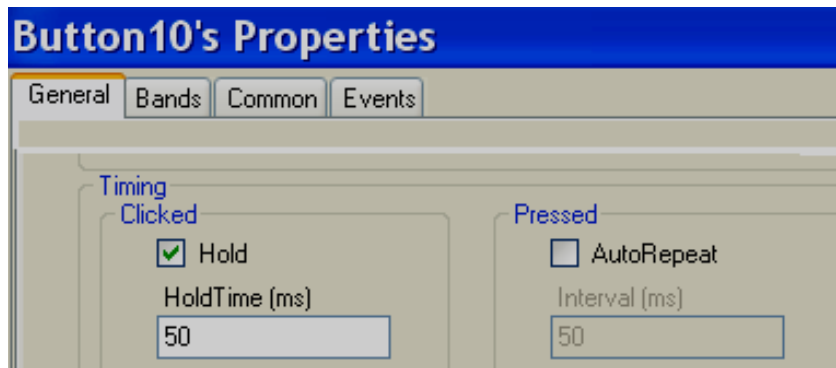 Button10's Properties
General Bands Common Events
Timing
Clicked Pressed
Hold AutoRepeat
HoldTime (ms) Interval (ms)
50 50